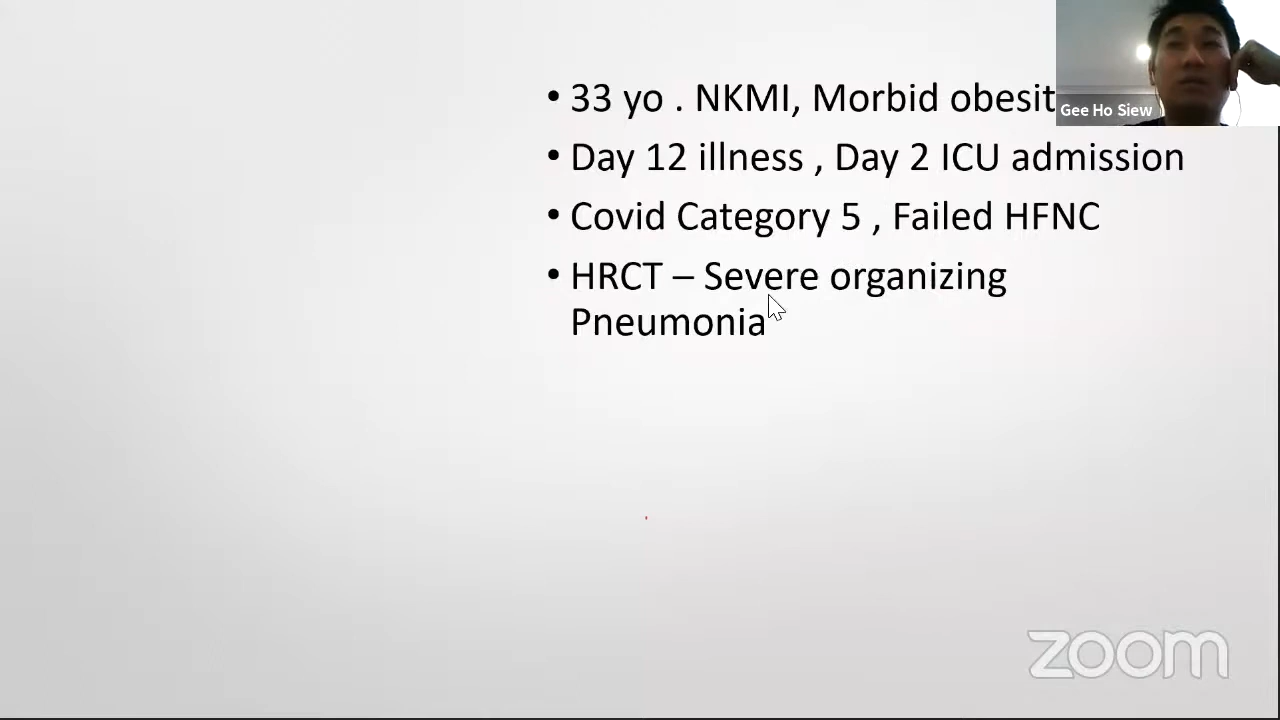 • 33 yo . NKMI, Morbid obesit
Gee Ho Siew
• Day 12 illness , Day 2 ICU admission
• Covid Category 5 , Failed HFNC
• HRCT – Severe organizing
Pneumonia
zoom